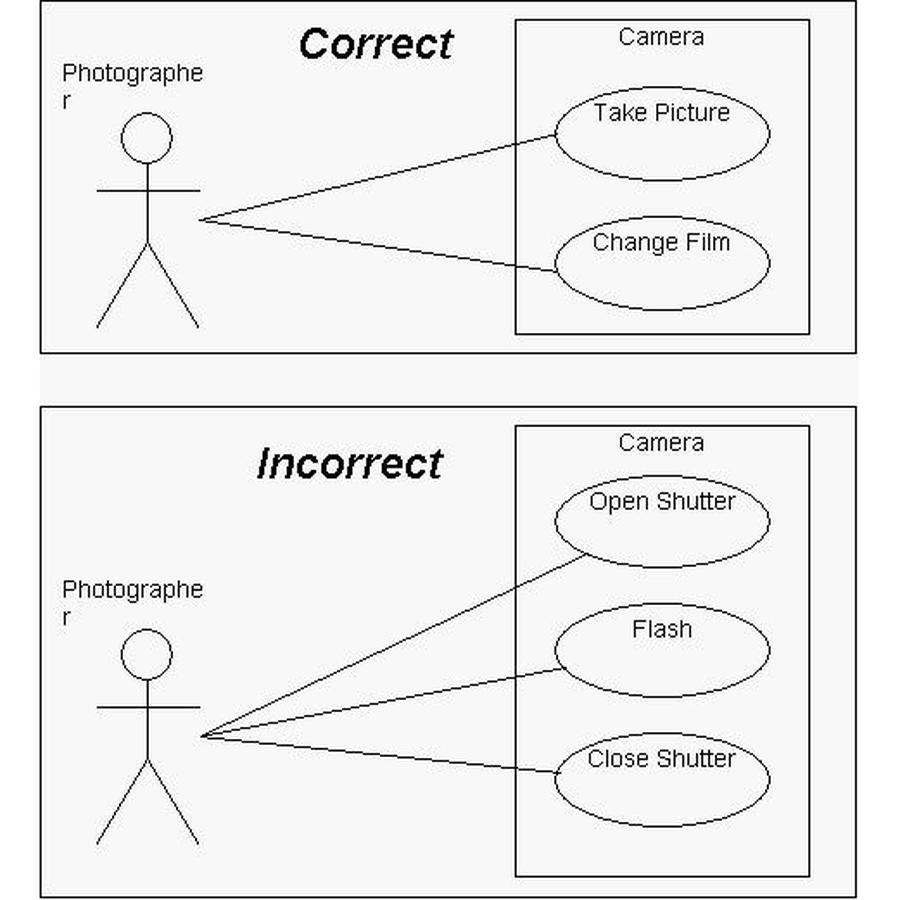 Correct
Camera
Photographe
r
Take Picture
Change Film
Incorrect
Camera
Open Shutter
Photographe
r
Flash
Close Shutter